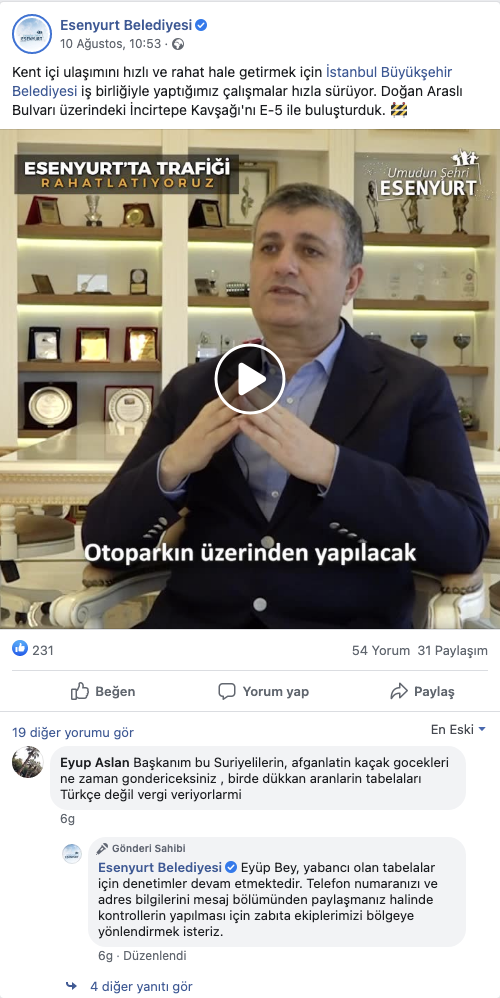 Esenyurt Belediyesi
10 Ağustos, 10:53 ·
Kent içi ulaşımını hızlı ve rahat hale getirmek için İstanbul Büyükşehir
Belediyesi iş birliğiyle yaptığımız çalışmalar hızla sürüyor. Doğan Araslı
Bulvarı üzerindeki İncirtepe Kavşağı'nı E-5 ile buluşturduk. 🚧
ESENYURT'TA TRAFİĞİ
RAHATLATIYORUZ
Umudun Şehri
ESENYURT
Otoparkın üzerinden yapılacak
231
54 Yorum 31 Paylaşım
Beğen Yorum yap Paylaş
19 diğer yorumu gör
En Eski
Eyup Aslan Başkanım bu Suriyelilerin, afganlatin kaçak gocekleri
ne zaman gondericeksiniz , birde dükkan aranlarin tabelaları
Türkçe değil vergi veriyorlarmi
6g
Gönderi Sahibi
Esenyurt Belediyesi Eyüp Bey, yabancı olan tabelalar
için denetimler devam etmektedir. Telefon numaranızı ve
adres bilgilerini mesaj bölümünden paylaşmanız halinde
kontrollerin yapılması için zabıta ekiplerimizi bölgeye
yönlendirmek isteriz.
6g · Düzenlendi
4 diğer yanıtı gör